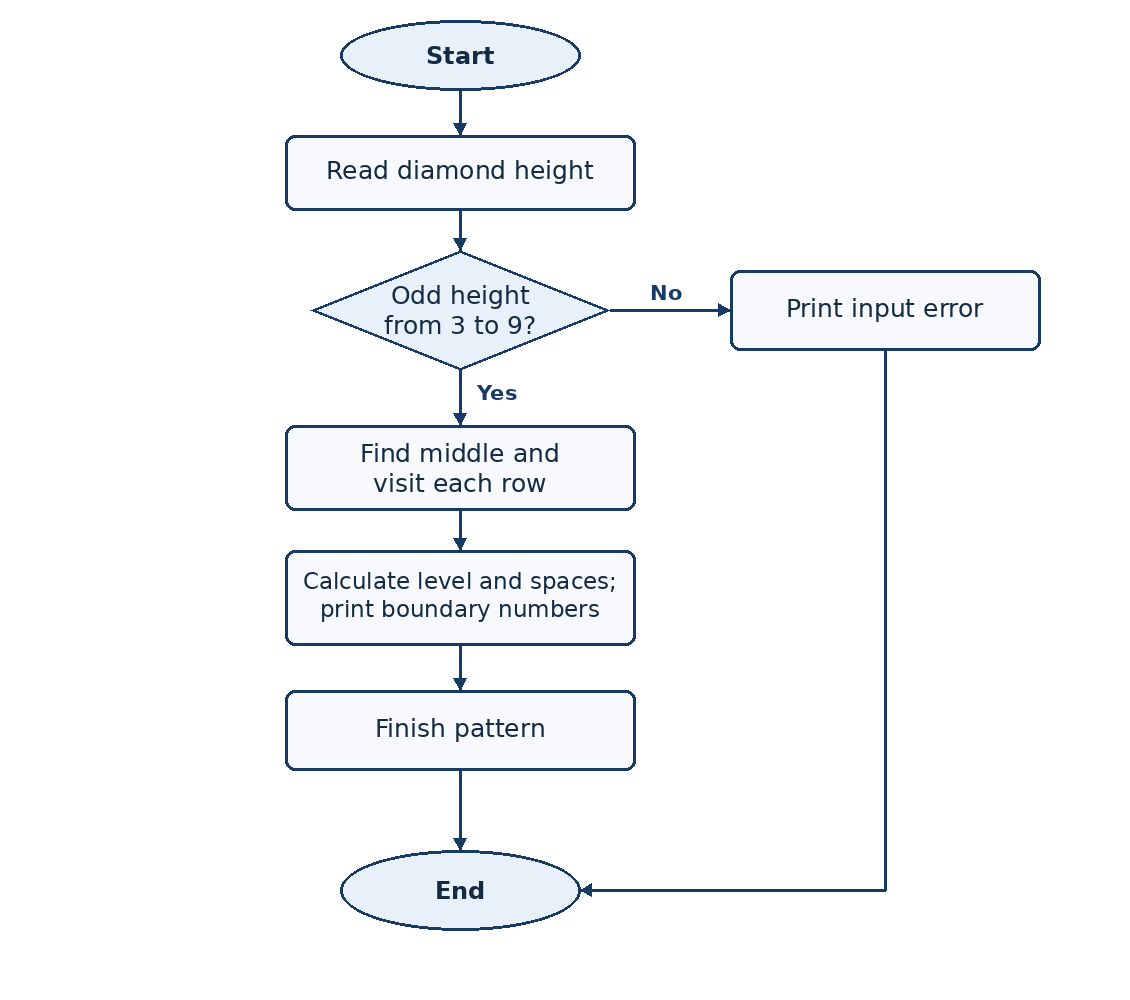 Start
Read diamond height
Odd height
from 3 to 9?
No
Print input error
Yes
Find middle and
visit each row
Calculate level and spaces;
print boundary numbers
Finish pattern
End